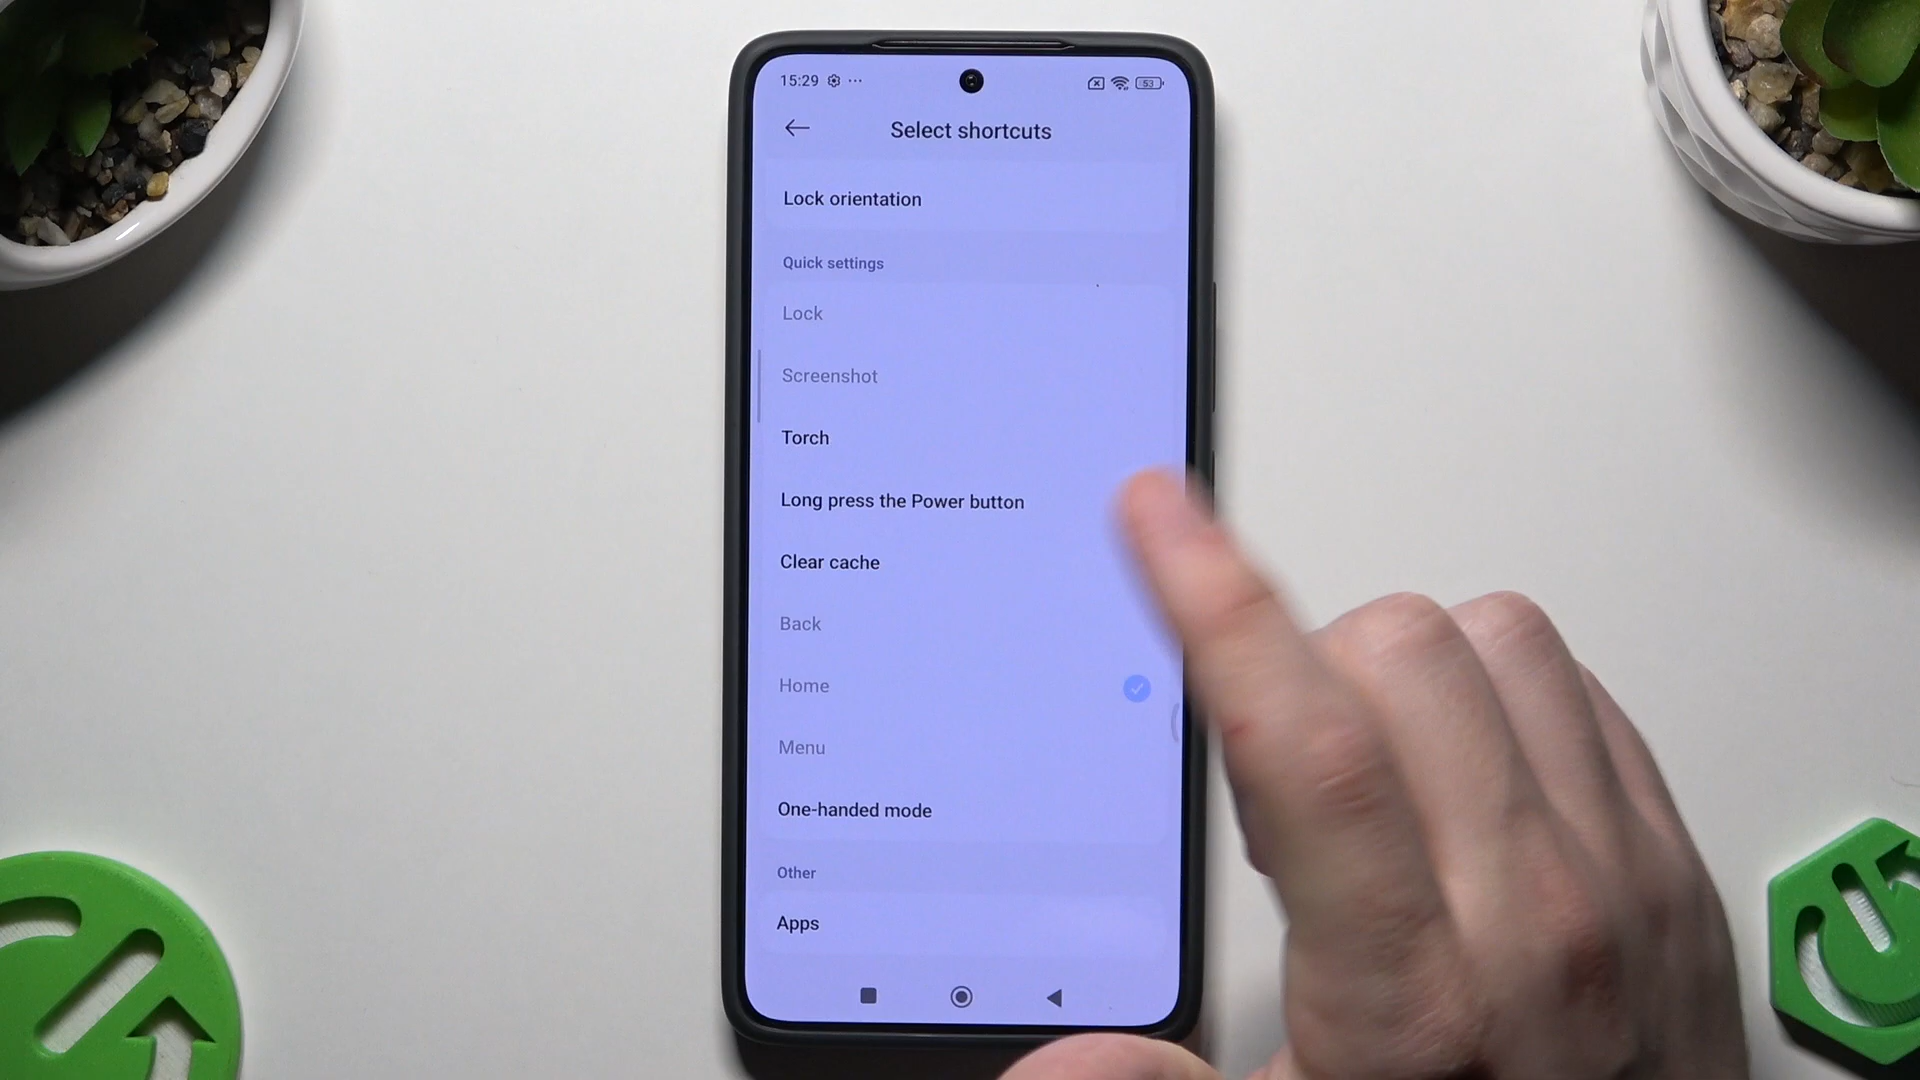 15:29
53
Select shortcuts
Lock orientation
Quick settings
Lock
Screenshot
Torch
Long press the Power button
Clear cache
Back
Home
Menu
One-handed mode
Other
Apps